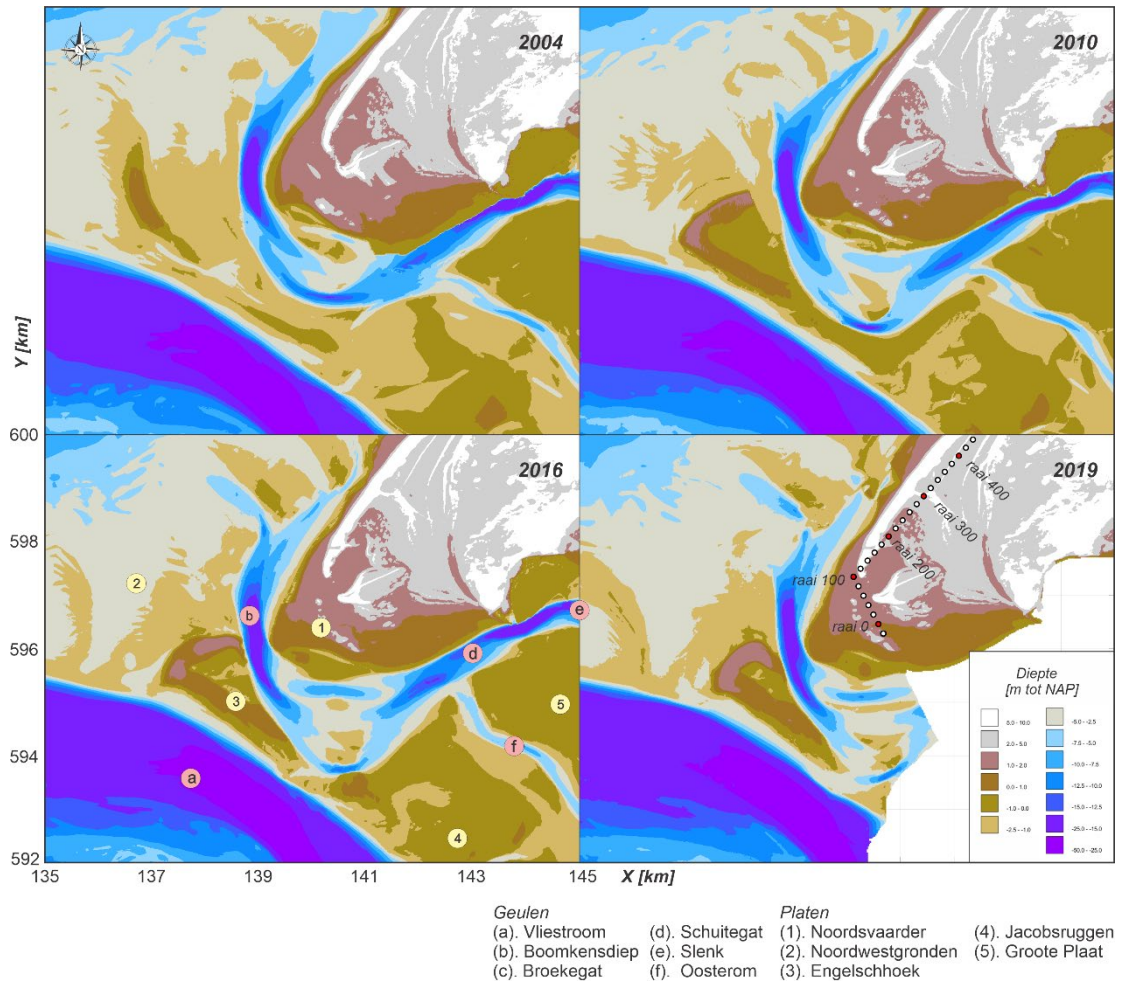 N
2004
2010
Y [km]
600
2016
2019
raai 400
raai 300
raai 200
raai 100
raai 0
598
2
b
1
e
596
d
3
5
f
594
a
4
592
Diepte
[m tot NAP]
2.0 - 5.0
1.0 - 2.0
0.0 - 1.0
-1.0 - 0.0
-2.5 - -1.0
-5.0 - -2.5
-7.5 - -5.0
-10.0 - -7.5
-12.5 - -10.0
-15.0 - -12.5
-25.0 - -15.0
-50.0 - -25.0
135 137 139 141 143 145 X [km]
Geulen
(a). Vliestroom (d). Schuitegat
(b). Boomkensdiep (e). Slenk
(c). Broekegat (f). Oosterom
Platen
(1). Noordsvaarder (4). Jacobsruggen
(2). Noordwestgronden (5). Groote Plaat
(3). Engelschhoek